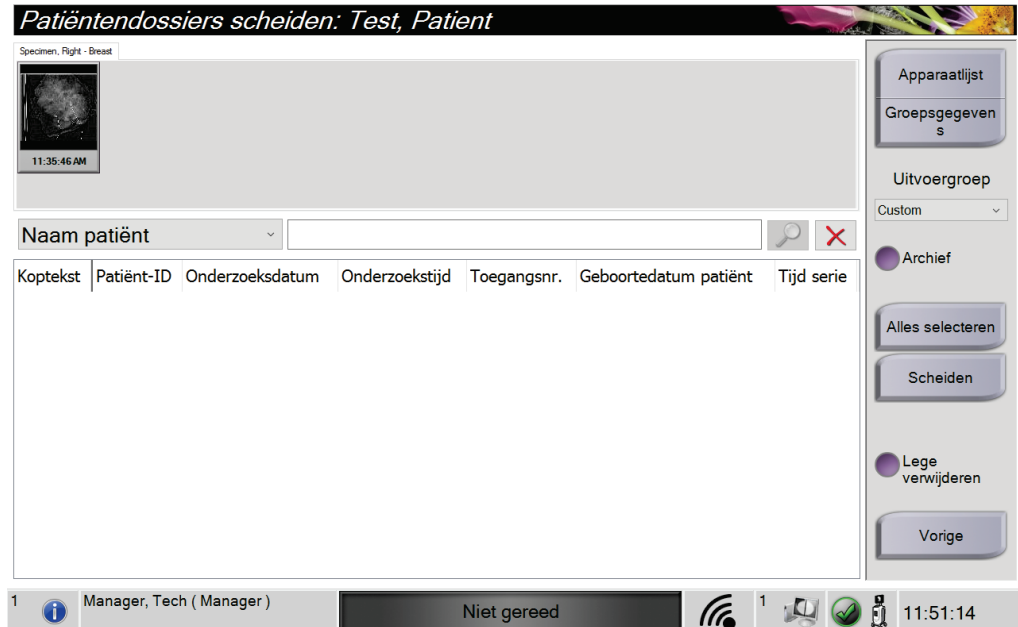 Patiëntendossiers scheiden: Test, Patient
Specimen, Right - Breast
11:35:46 AM
Apparaatlijst
Groepsgegeven
s
Uitvoergroep
Custom
Naam patiënt
Archief
Koptekst Patiënt-ID Onderzoeksdatum Onderzoekstijd Toegangsnr. Geboortedatum patiënt Tijd serie
Alles selecteren
Scheiden
Lege
verwijderen
Vorige
1 Manager, Tech ( Manager ) Niet gereed 1 11:51:14